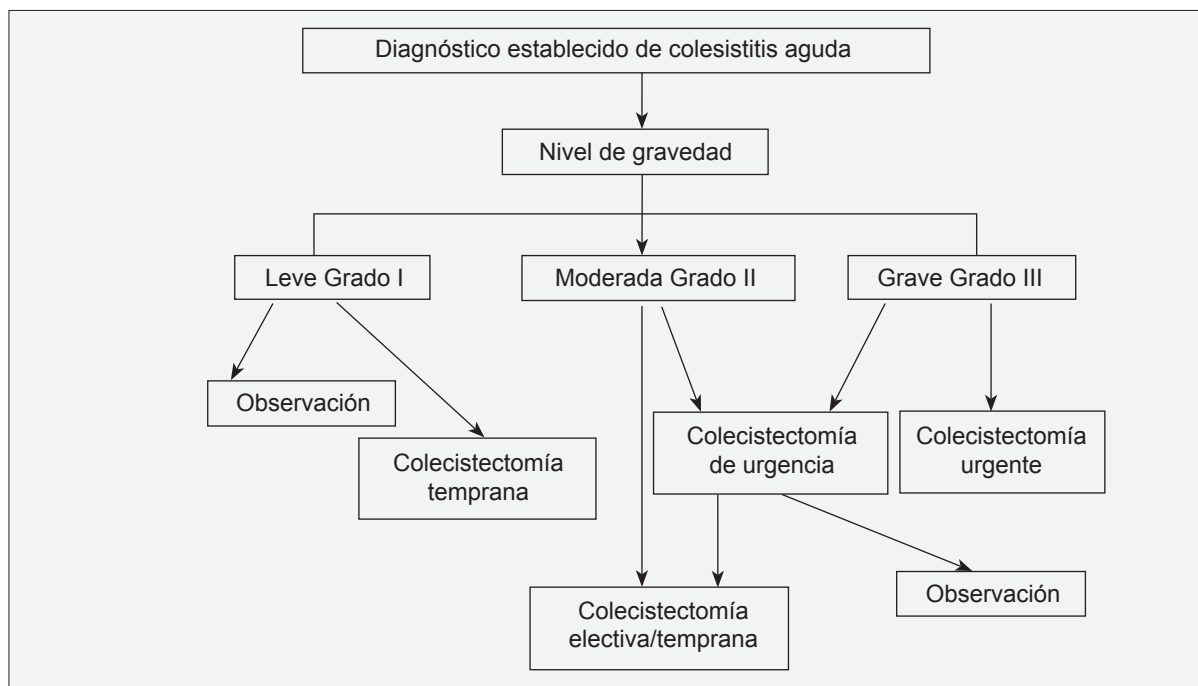 Diagnóstico establecido de colesistitis aguda
Nivel de gravedad
Leve Grado I
Moderada Grado II
Grave Grado III
Observación
Colecistectomía
temprana
Colecistectomía
de urgencia
Colecistectomía
urgente
Colecistectomía
electiva/temprana
Observación